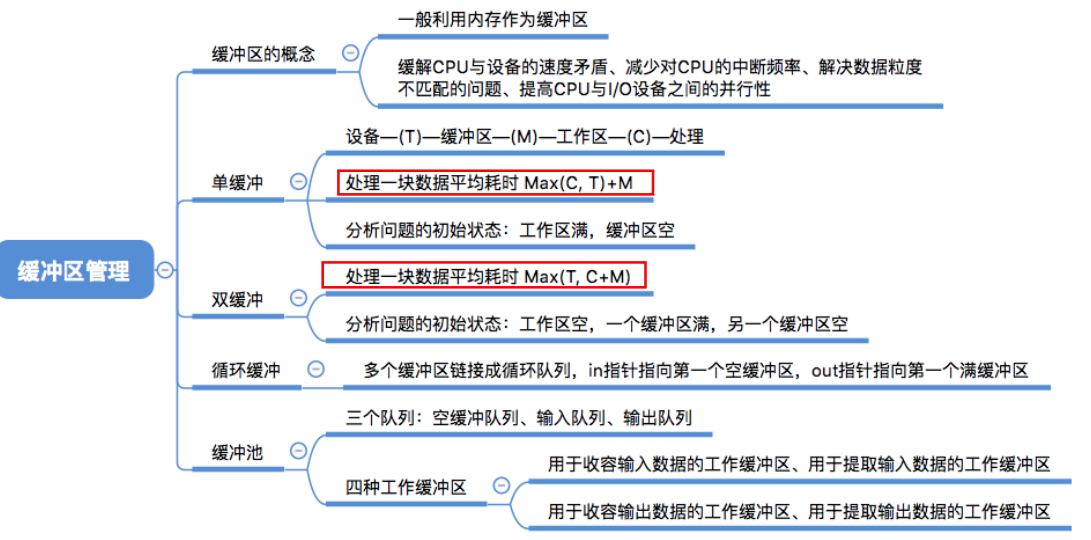 缓冲区管理
缓冲区的概念
一般利用内存作为缓冲区
缓解CPU与设备的速度矛盾、减少对CPU的中断频率、解决数据粒度
不匹配的问题、提高CPU与I/O设备之间的并行性
单缓冲
设备—(T)—缓冲区—(M)—工作区—(C)—处理
处理一块数据平均耗时 Max(C, T)+M
分析问题的初始状态：工作区满，缓冲区空
双缓冲
处理一块数据平均耗时 Max(T, C+M)
分析问题的初始状态：工作区空，一个缓冲区满，另一个缓冲区空
循环缓冲
多个缓冲区链接成循环队列，in指针指向第一个空缓冲区，out指针指向第一个满缓冲区
缓冲池
三个队列：空缓冲队列、输入队列、输出队列
四种工作缓冲区
用于收容输入数据的工作缓冲区、用于提取输入数据的工作缓冲区
用于收容输出数据的工作缓冲区、用于提取输出数据的工作缓冲区